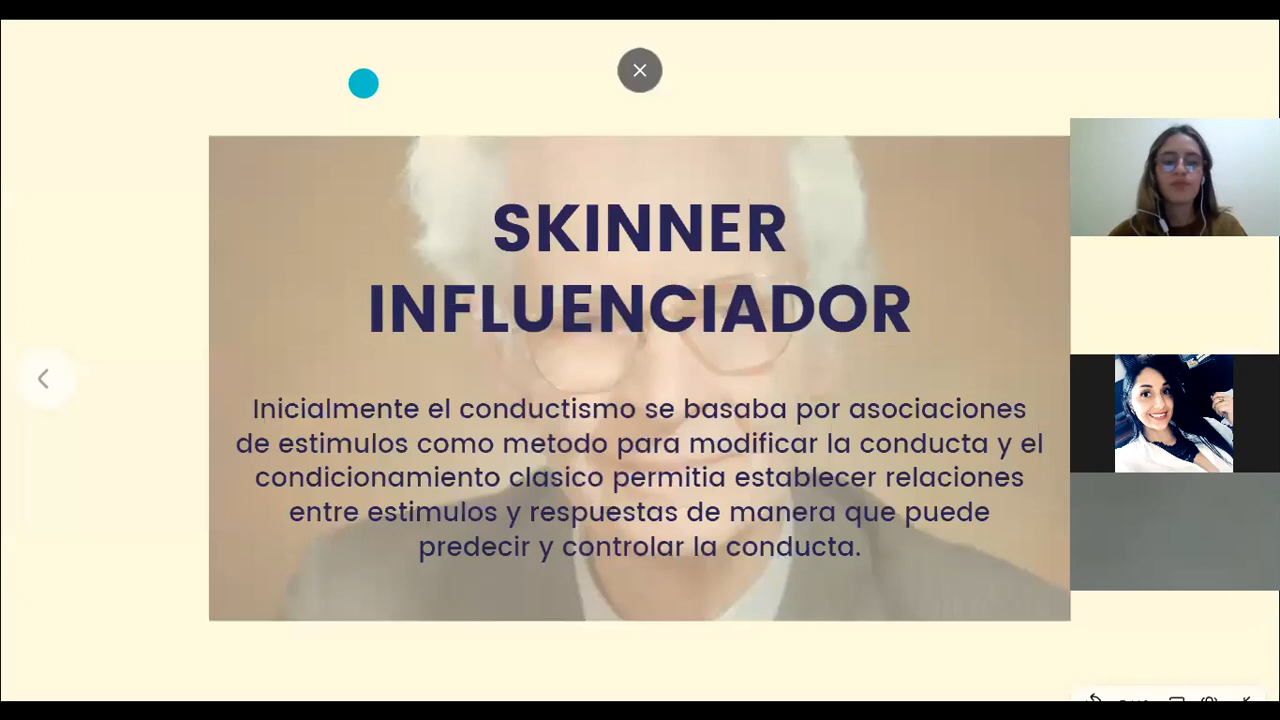 SKINNER
INFLUENCIADOR
Inicialmente el conductismo se basaba por asociaciones
de estimulos como metodo para modificar la conducta y el
condicionamiento clasico permitia establecer relaciones
entre estimulos y respuestas de manera que puede
predecir y controlar la conducta.